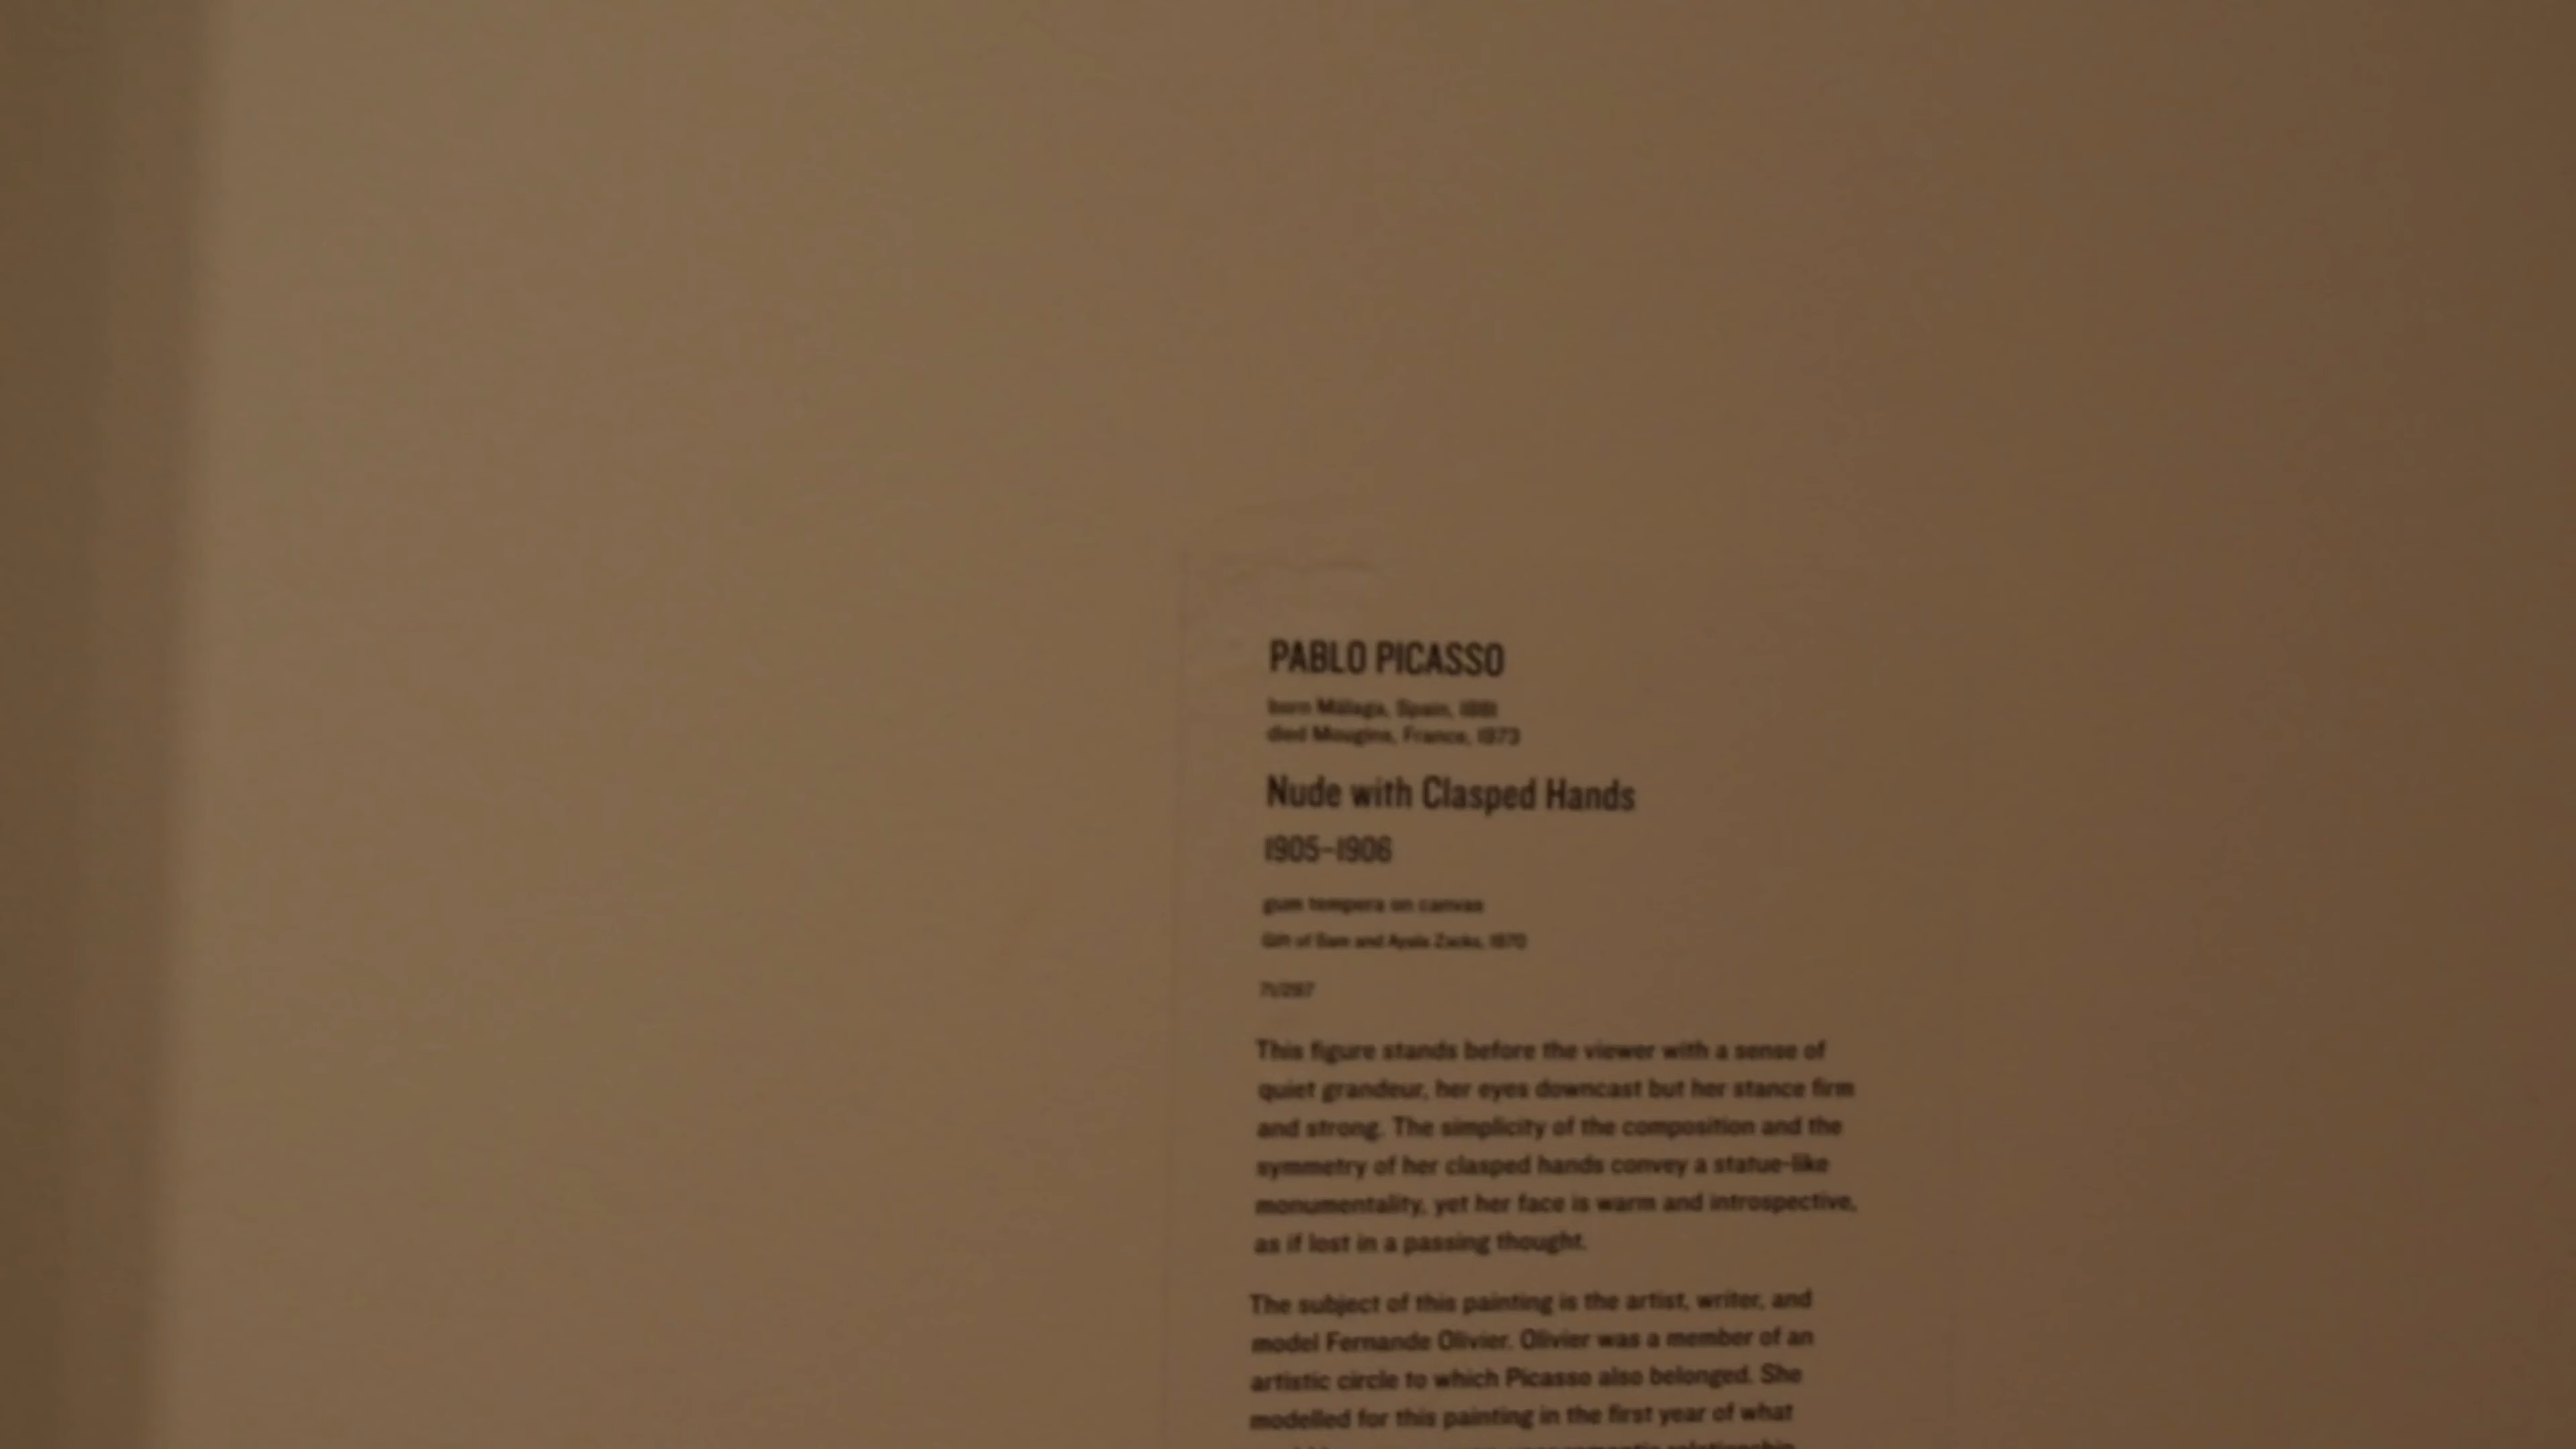 PABLO PICASSO
born Málaga, Spain, 1881
died Mougins, France, 1973
Nude with Clasped Hands
1905–1906
gum tempera on canvas
Gift of Sam and Ayala Zacks, 1970
71/297
This figure stands before the viewer with a sense of
quiet grandeur, her eyes downcast but her stance firm
and strong. The simplicity of the composition and the
symmetry of her clasped hands convey a statue-like
monumentality, yet her face is warm and introspective,
as if lost in a passing thought.
The subject of this painting is the artist, writer, and
model Fernande Olivier. Olivier was a member of an
artistic circle to which Picasso also belonged. She
modelled for this painting in the first year of what
relationship